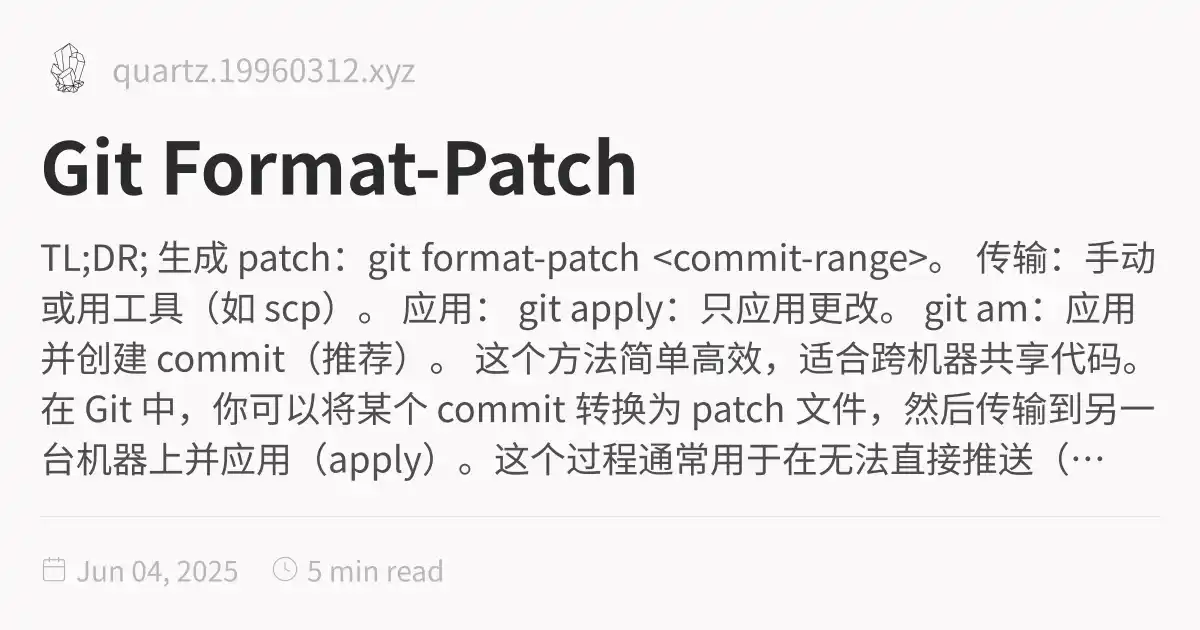 quartz.19960312.xyz
Git Format-Patch
TL;DR; 生成 patch：git format-patch <commit-range>。 传输：手动
或用工具（如 scp）。 应用： git apply：只应用更改。 git am：应用
并创建 commit（推荐）。 这个方法简单高效，适合跨机器共享代码。
在 Git 中，你可以将某个 commit 转换为 patch 文件，然后传输到另一
台机器上并应用（apply）。这个过程通常用于在无法直接推送（…
Jun 04, 2025 5 min read